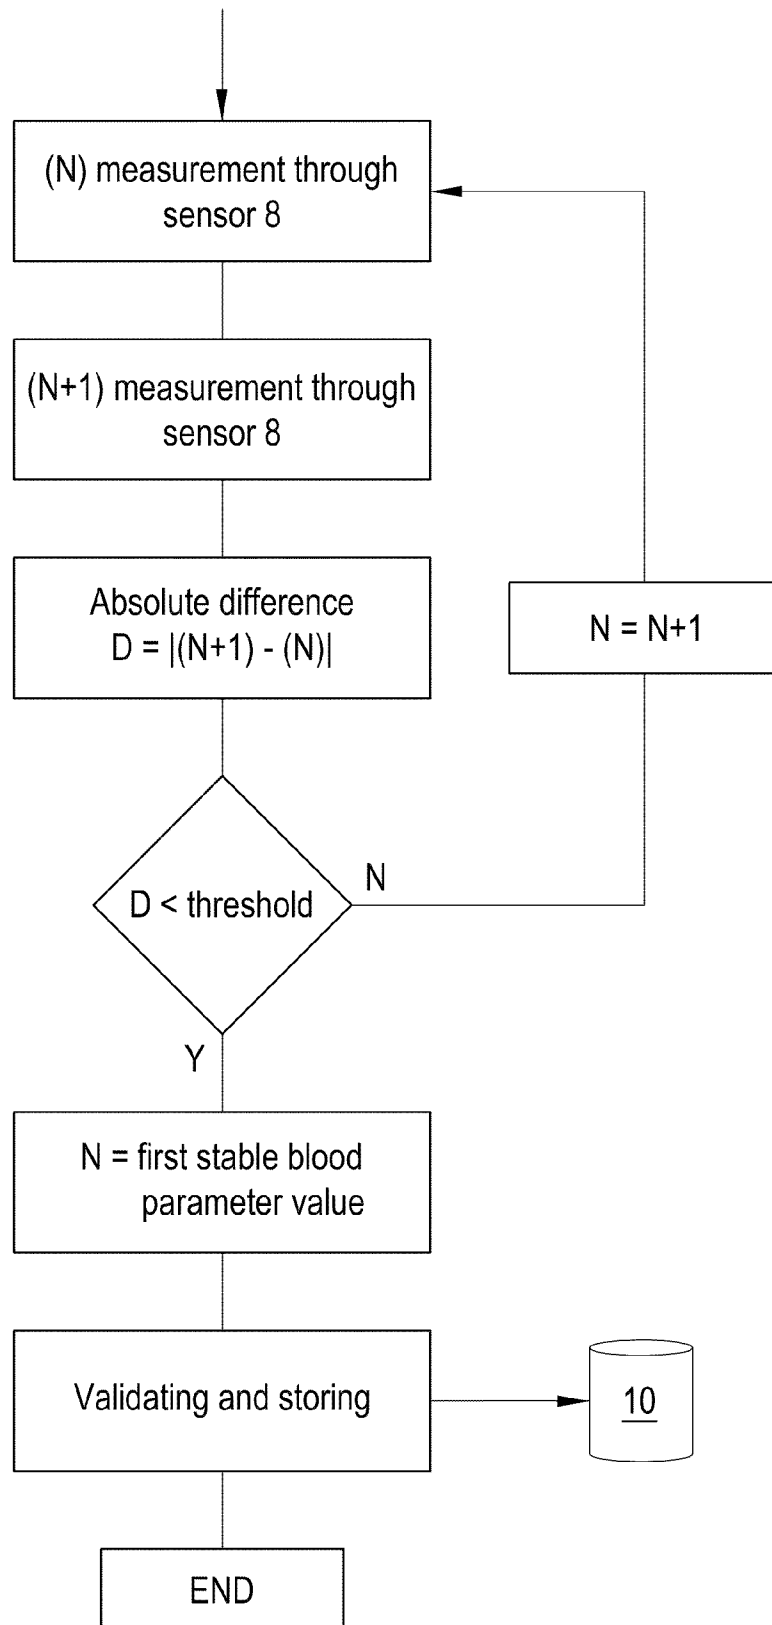 (N) measurement through
sensor 8
(N+1) measurement through
sensor 8
Absolute difference
D = |(N+1) - (N)|
N = N+1
D < threshold
N
Y
N = first stable blood
parameter value
Validating and storing
10
END